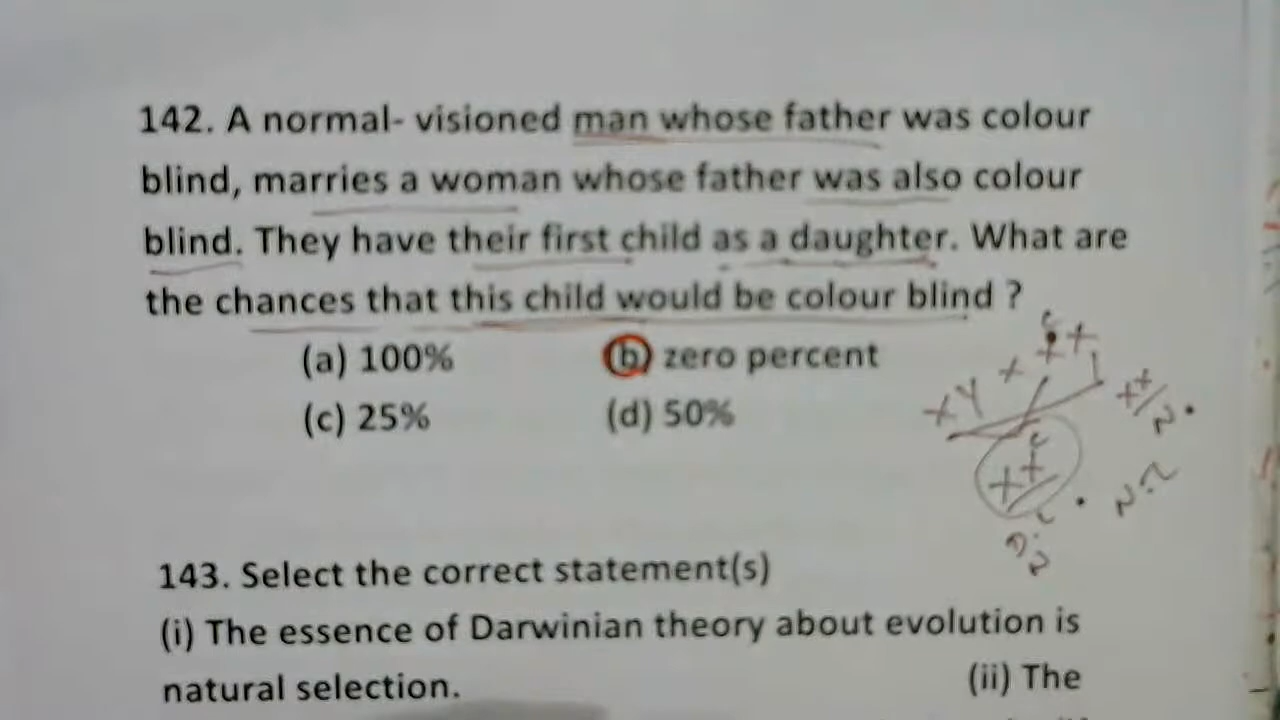 142. A normal- visioned man whose father was colour
blind, marries a woman whose father was also colour
blind. They have their first child as a daughter. What are
the chances that this child would be colour blind ?
(a) 100% (b) zero percent
(c) 25% (d) 50%
143. Select the correct statement(s)
(i) The essence of Darwinian theory about evolution is
natural selection. (ii) The